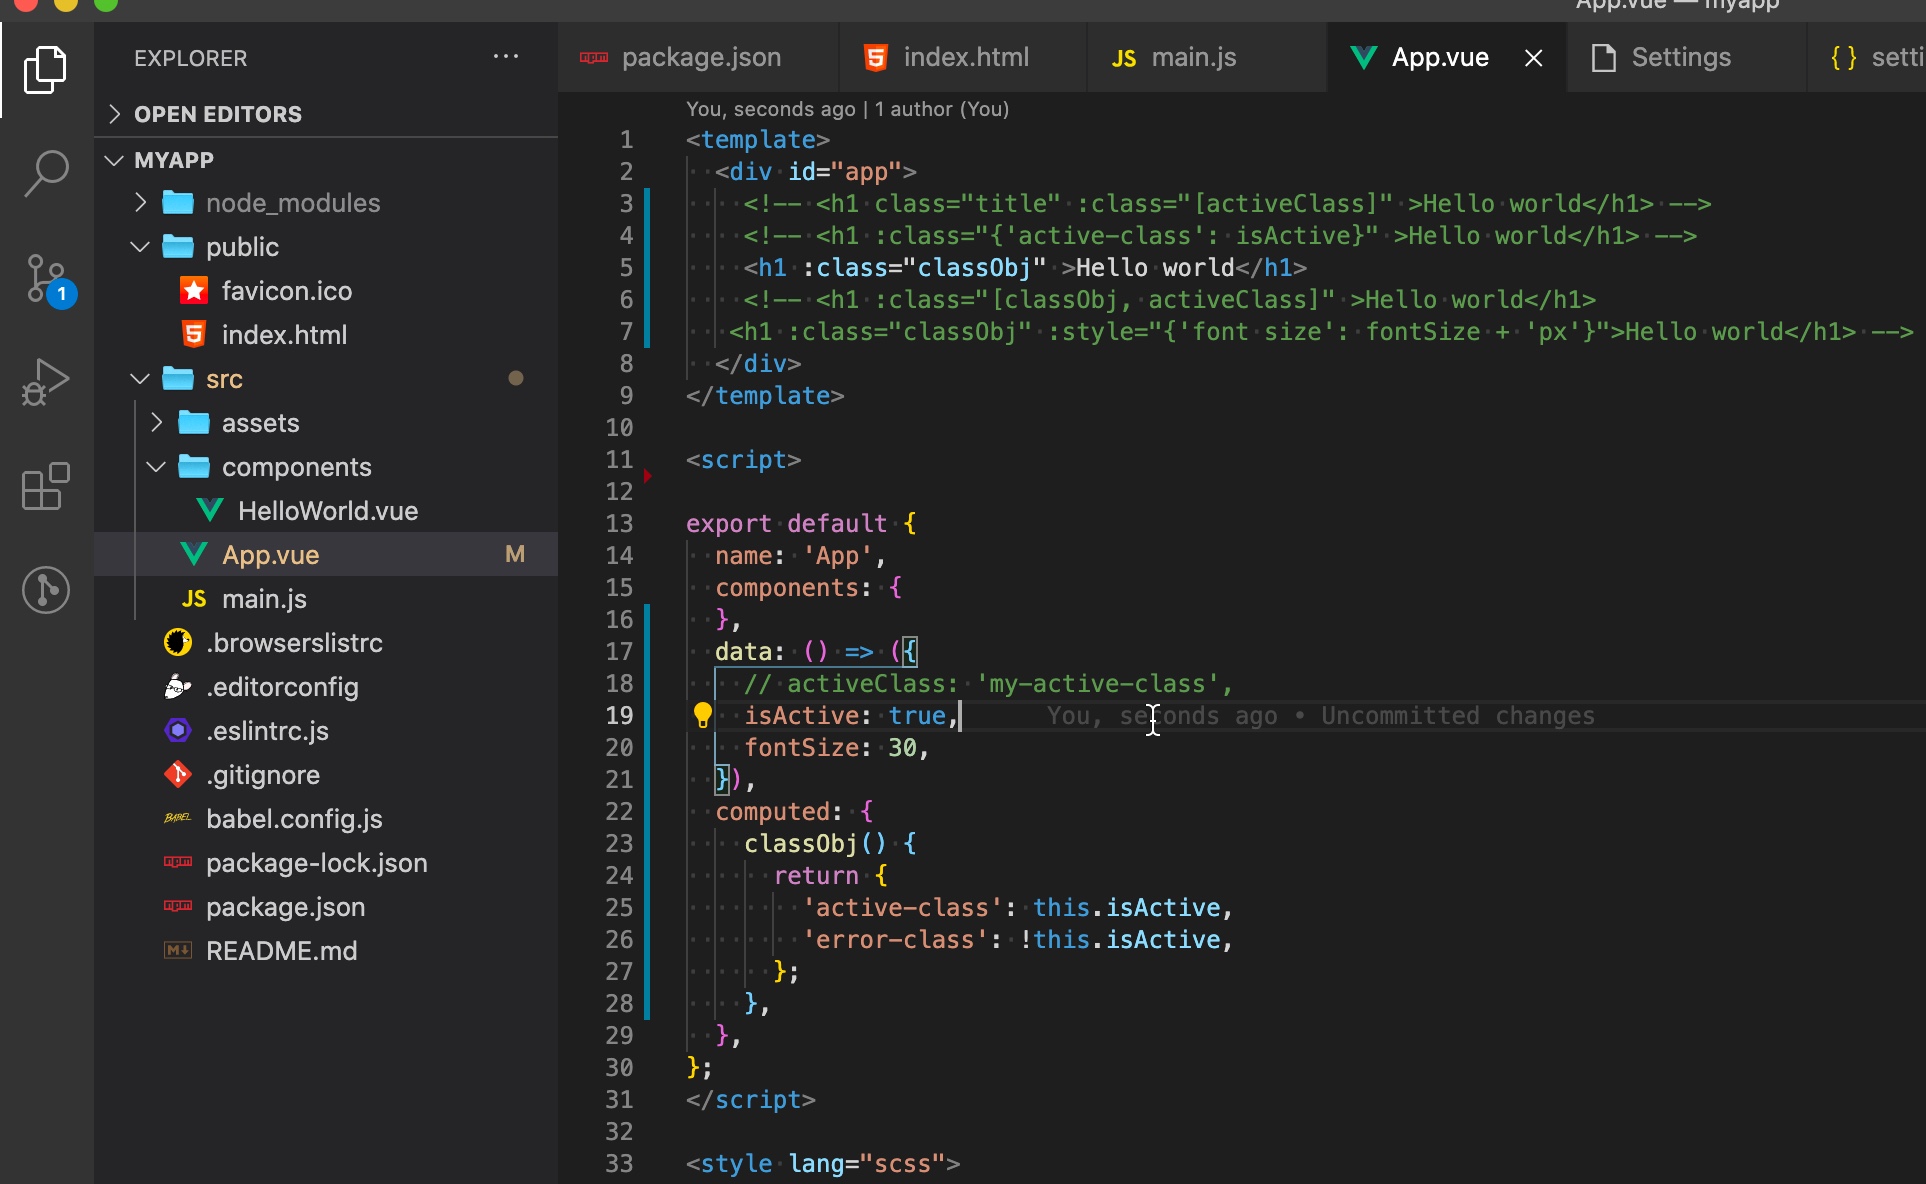 App.vue — myapp
EXPLORER
OPEN EDITORS
MYAPP
node_modules
public
favicon.ico
index.html
src
assets
components
HelloWorld.vue
App.vue M
JS main.js
.browserslistrc
.editorconfig
.eslintrc.js
.gitignore
BABEL babel.config.js
package-lock.json
package.json
README.md
1
package.json
index.html
JS main.js
App.vue
Settings
{ } setti
You, seconds ago | 1 author (You)
1 <template>
2 <div id="app">
3 <!-- <h1 class="title" :class="[activeClass]" >Hello world</h1> -->
4 <!-- <h1 :class="{'active-class': isActive}" >Hello world</h1> -->
5 <h1 :class="classObj" >Hello world</h1>
6 <!-- <h1 :class="[classObj, activeClass]" >Hello world</h1>
7 <h1 :class="classObj" :style="{'font size': fontSize + 'px'}">Hello world</h1> -->
8 </div>
9 </template>
10
11 <script>
12
13 export default {
14 name: 'App',
15 components: {
16 },
17 data: () => ({
18 // activeClass: 'my-active-class',
19 isActive: true, You, seconds ago • Uncommitted changes
20 fontSize: 30,
21 }),
22 computed: {
23 classObj() {
24 return {
25 'active-class': this.isActive,
26 'error-class': !this.isActive,
27 };
28 },
29 },
30 };
31 </script>
32
33 <style lang="scss">